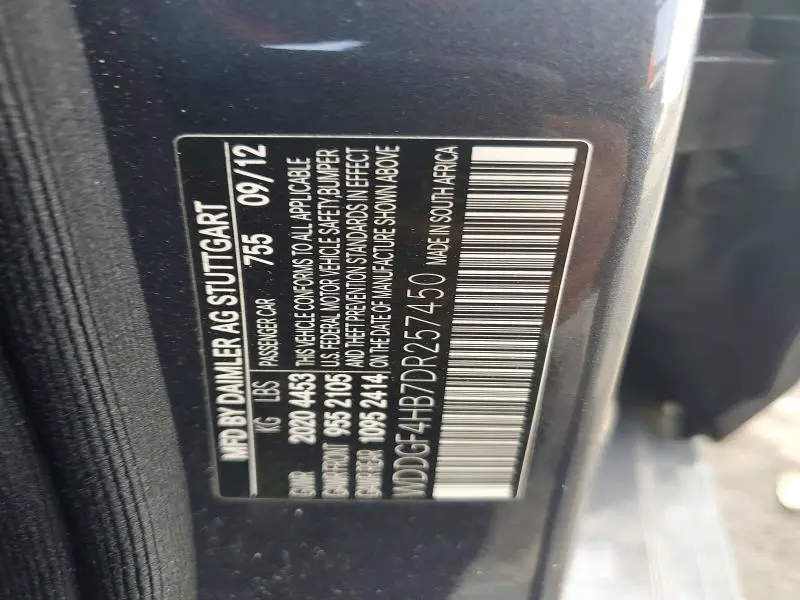 MFD BY DAIMLER AG STUTTGART
KG LBS PASSENGER CAR 755 09/12
GVWR 2020 4453 THIS VEHICLE CONFORMS TO ALL APPLICABLE
GAWR FRONT 955 2105 U.S. FEDERAL MOTOR VEHICLE SAFETY,BUMPER
GAWR REAR 1095 2414 AND THEFT PREVENTION STANDARDS IN EFFECT
ON THE DATE OF MANUFACTURE SHOWN ABOVE
WDDGF4HB7DR257450 MADE IN SOUTH AFRICA